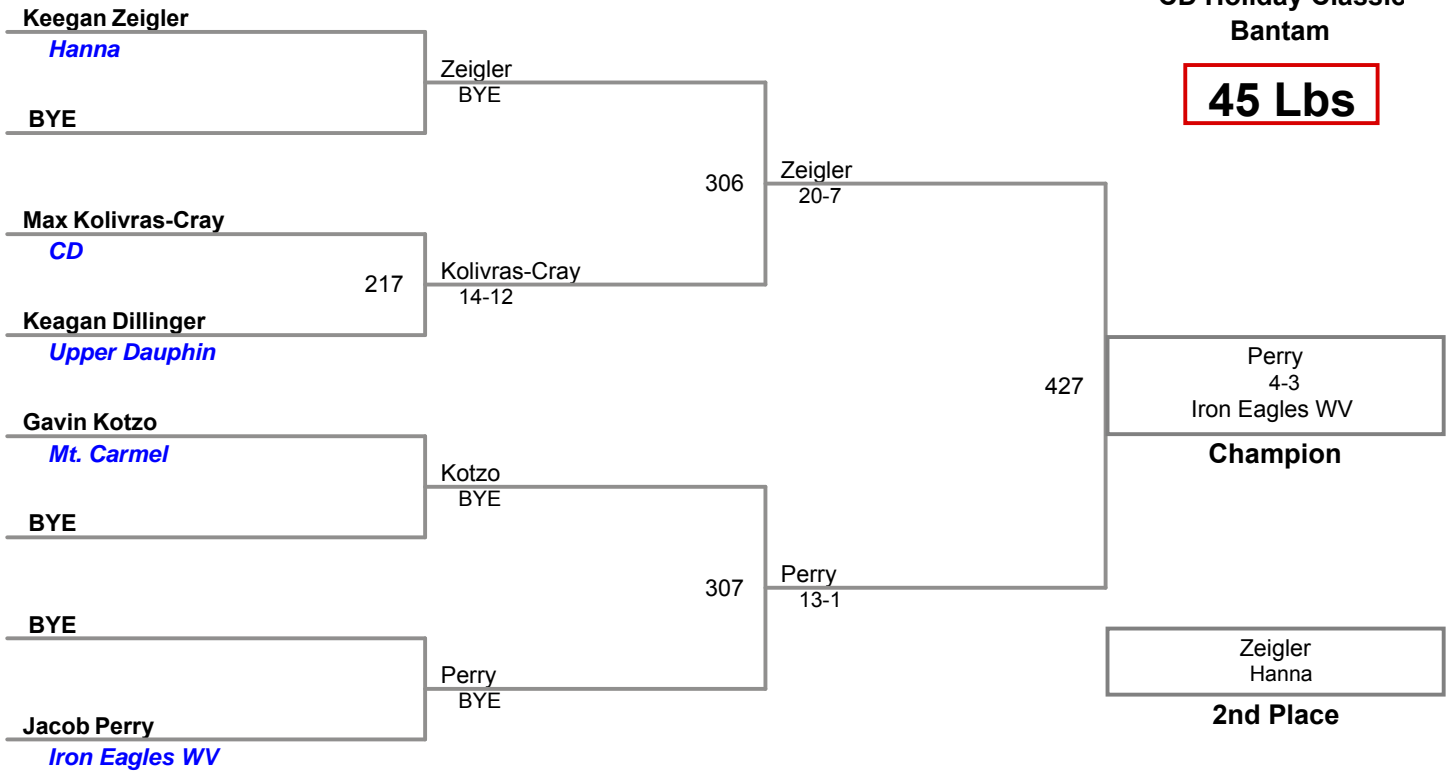 CD Holiday Classic
Bantam
45 Lbs
Keegan Zeigler
Hanna
BYE
Zeigler
BYE
Max Kolivras-Cray
CD
217
Keagan Dillinger
Upper Dauphin
Kolivras-Cray
14-12
306
Zeigler
20-7
Gavin Kotzo
Mt. Carmel
BYE
Kotzo
BYE
BYE
Jacob Perry
Iron Eagles WV
Perry
BYE
307
Perry
13-1
427
Perry
4-3
Iron Eagles WV
Champion
Zeigler
Hanna
2nd Place